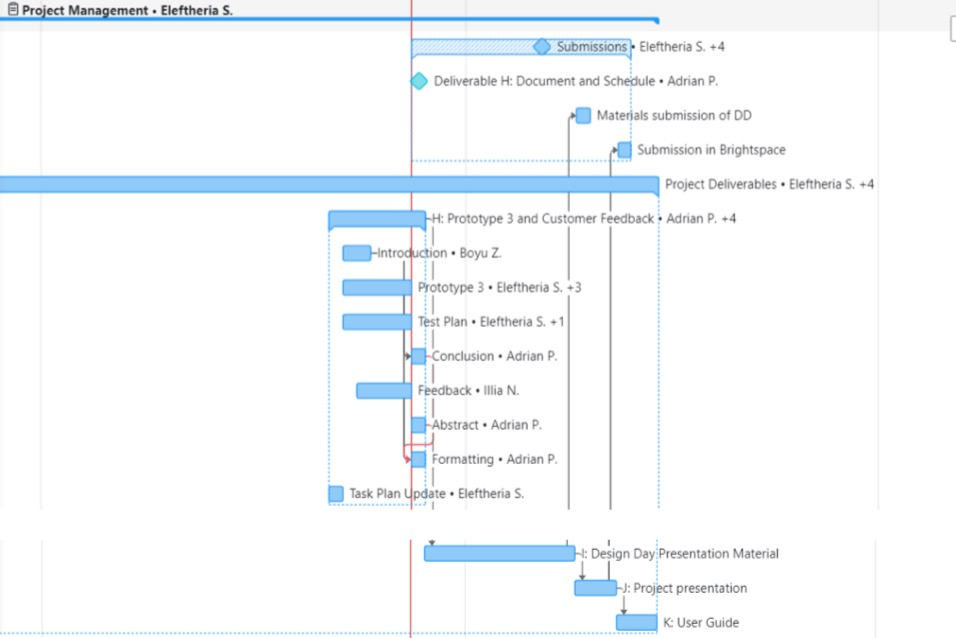 Project Management • Eleftheria S.
Submissions • Eleftheria S. +4
Deliverable H: Document and Schedule • Adrian P.
Materials submission of DD
Submission in Brightspace
Project Deliverables • Eleftheria S. +4
H: Prototype 3 and Customer Feedback • Adrian P. +4
Introduction • Boyu Z.
Prototype 3 • Eleftheria S. +3
Test Plan • Eleftheria S. +1
Conclusion • Adrian P.
Feedback • Illia N.
Abstract • Adrian P.
Formatting • Adrian P.
Task Plan Update • Eleftheria S.
I: Design Day Presentation Material
J: Project presentation
K: User Guide